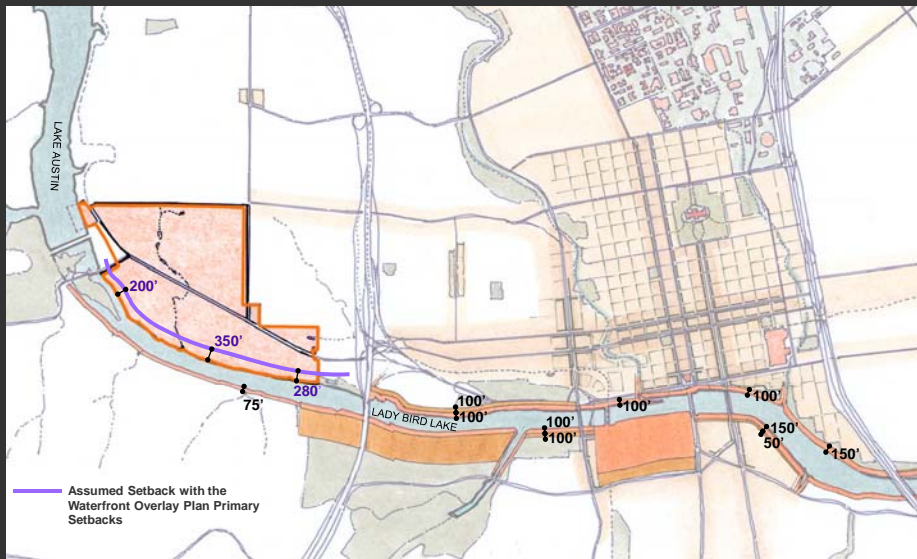 LAKE AUSTIN
200'
350'
280'
75'
LADY BIRD LAKE
100'
100'
100'
100'
100'
100'
150'
50'
150'
Assumed Setback with the
Waterfront Overlay Plan Primary
Setbacks